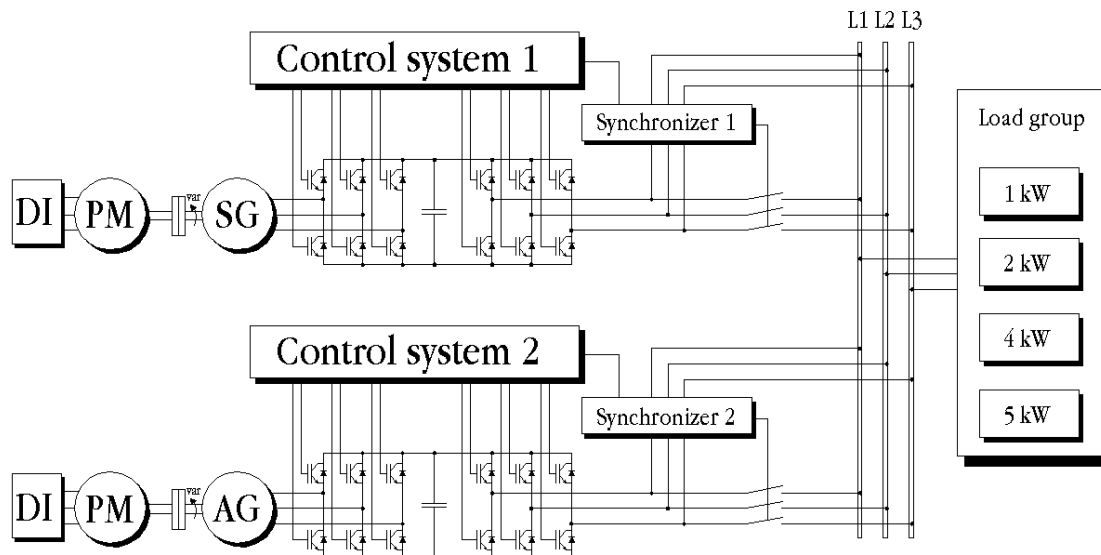 L1 L2 L3
Control system 1
Synchronizer 1
Load group
1 kW
DI PM var SG
2 kW
4 kW
Control system 2
5 kW
Synchronizer 2
DI PM var AG